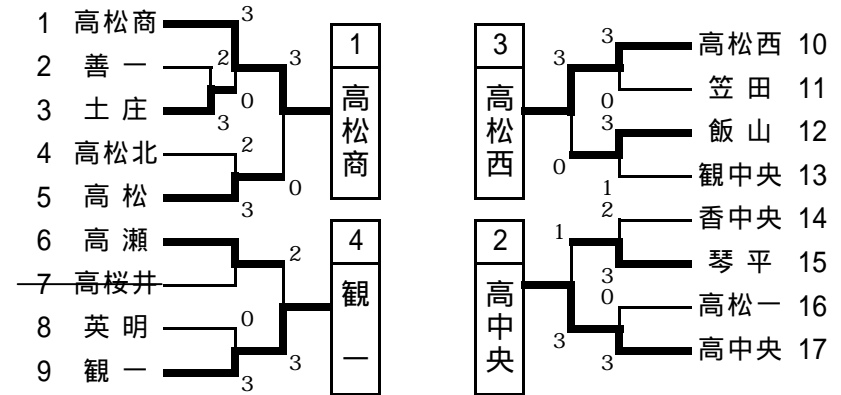 1 高松商
2 善一
3 土庄
4 高松北
5 高松
6 高瀬
7 高桜井
8 英明
9 観一
3
2
3
0
2
3
0
3
2
0
3
3
1
高松商
4
観一
3
高松西
2
高中央
3
0
3
0
3
1
2
3
1
0
3
3
高松西 10
笠田 11
飯山 12
観中央 13
香中央 14
琴平 15
高松一 16
高中央 17